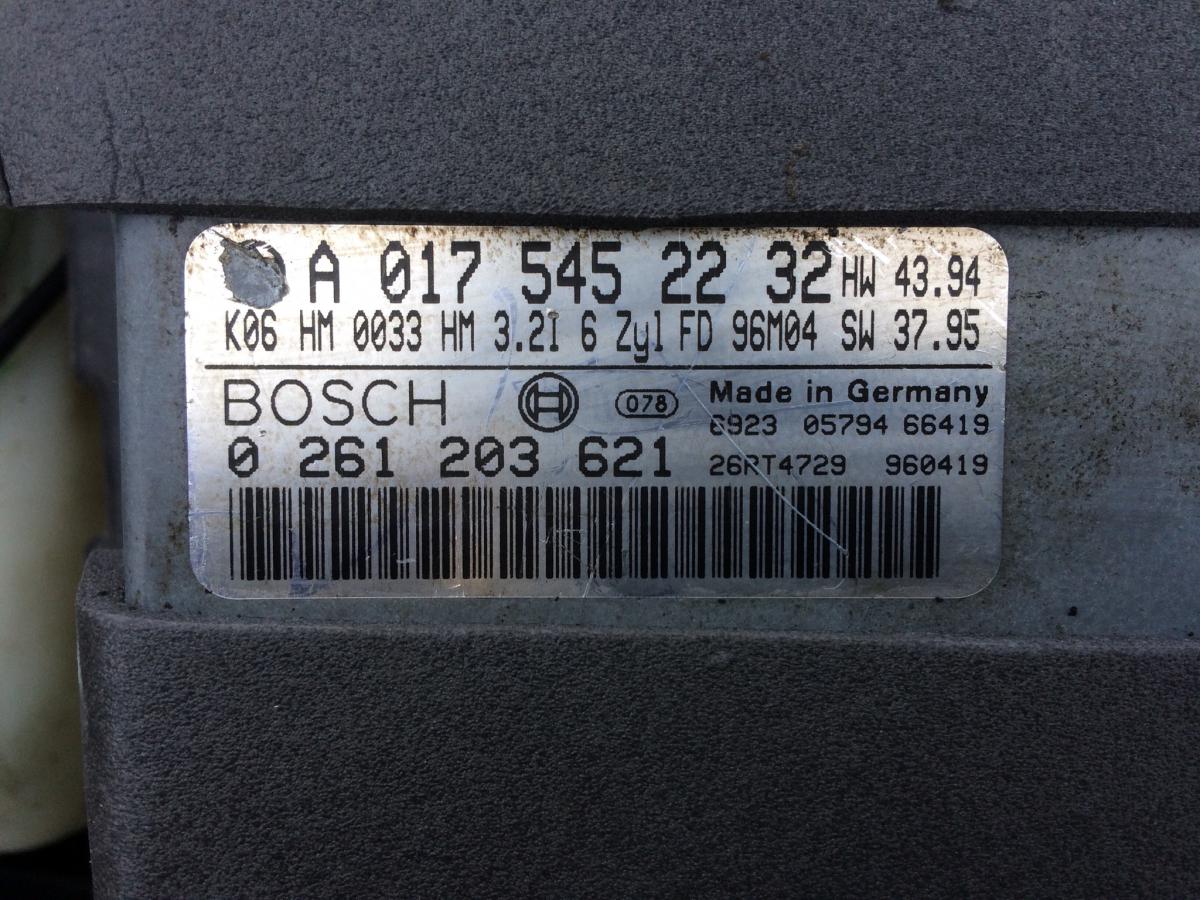 A 017 545 22 32 HW 43.94
K06 HM 0033 HM 3.2I 6 Zyl FD 96M04 SW 37.95
BOSCH 078 Made in Germany
6923 05794 66419
0 261 203 621 26RT4729 960419